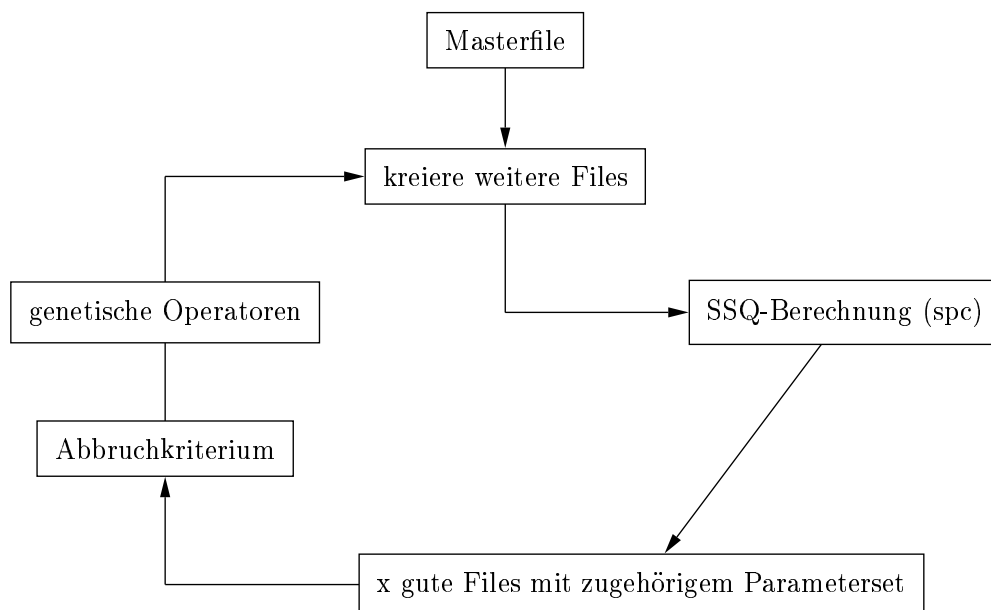 Masterfile
kreiere weitere Files
genetische Operatoren
SSQ-Berechnung (spc)
Abbruchkriterium
x gute Files mit zugehörigem Parameterset